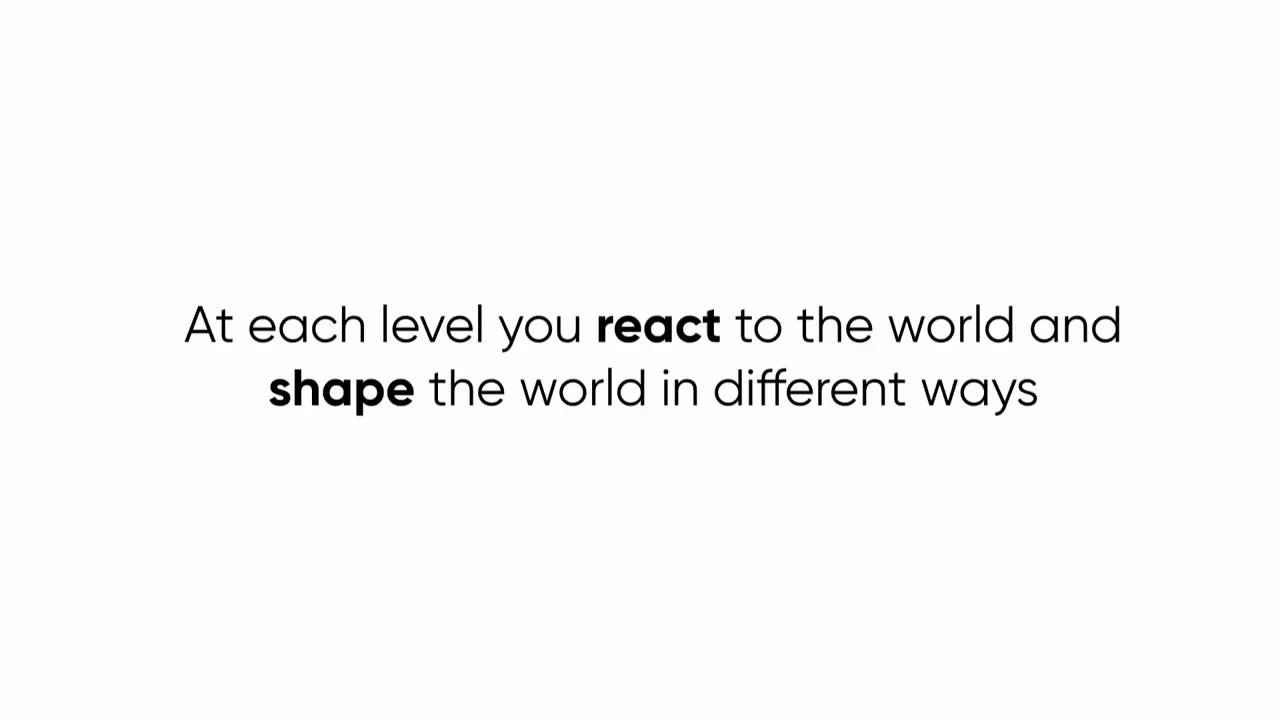 At each level you react to the world and
shape the world in different ways